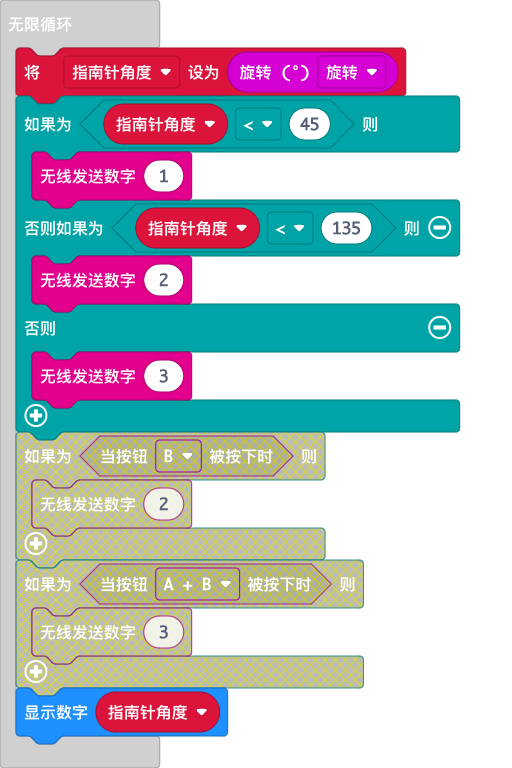 无限循环
将 指南针角度 设为 旋转（°） 旋转
如果为 指南针角度 < 45 则
无线发送数字 1
否则如果为 指南针角度 < 135 则
无线发送数字 2
否则
无线发送数字 3
如果为 当按钮 B 被按下时 则
无线发送数字 2
如果为 当按钮 A + B 被按下时 则
无线发送数字 3
显示数字 指南针角度